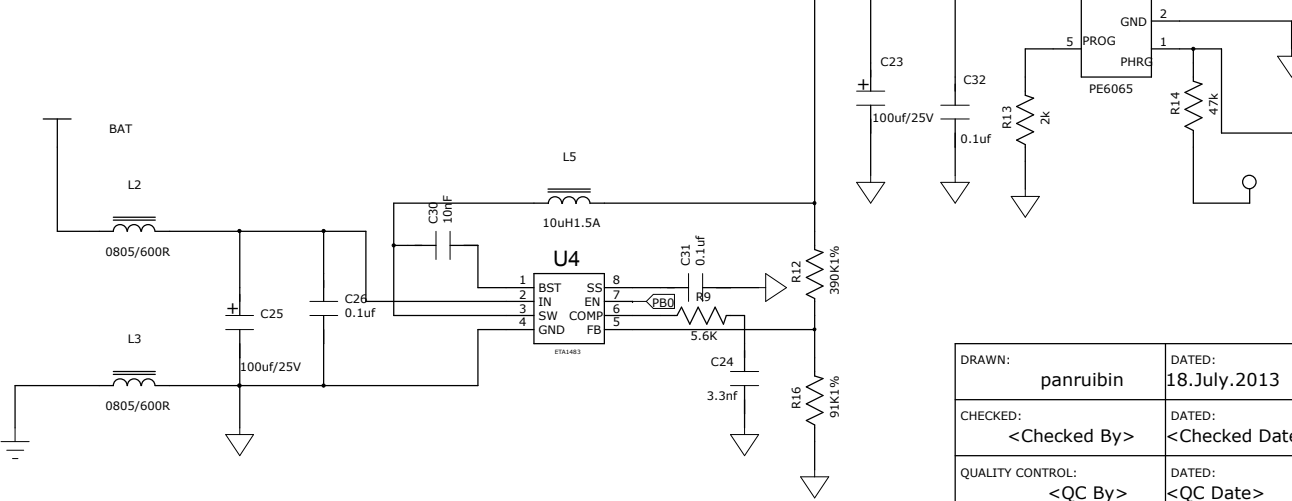 GND 2
5 PROG 1
PHRG
PE6065
C23
100uf/25V
C32
0.1uf
R13
2k
R14
47k
BAT
L2
0805/600R
L5
10uH1.5A
C30
10nF
U4
1 BST SS 8
2 IN EN 7
3 SW COMP 6
4 GND FB 5
ETA1483
PB0
C31
0.1uf
R9
5.6K
R12
390K1%
C26
0.1uf
C25
100uf/25V
L3
0805/600R
C24
3.3nf
R16
91K1%
DRAWN: DATED:
panruibin 18.July.2013
CHECKED: DATED:
<Checked By> <Checked Date
QUALITY CONTROL: DATED:
<QC By> <QC Date>